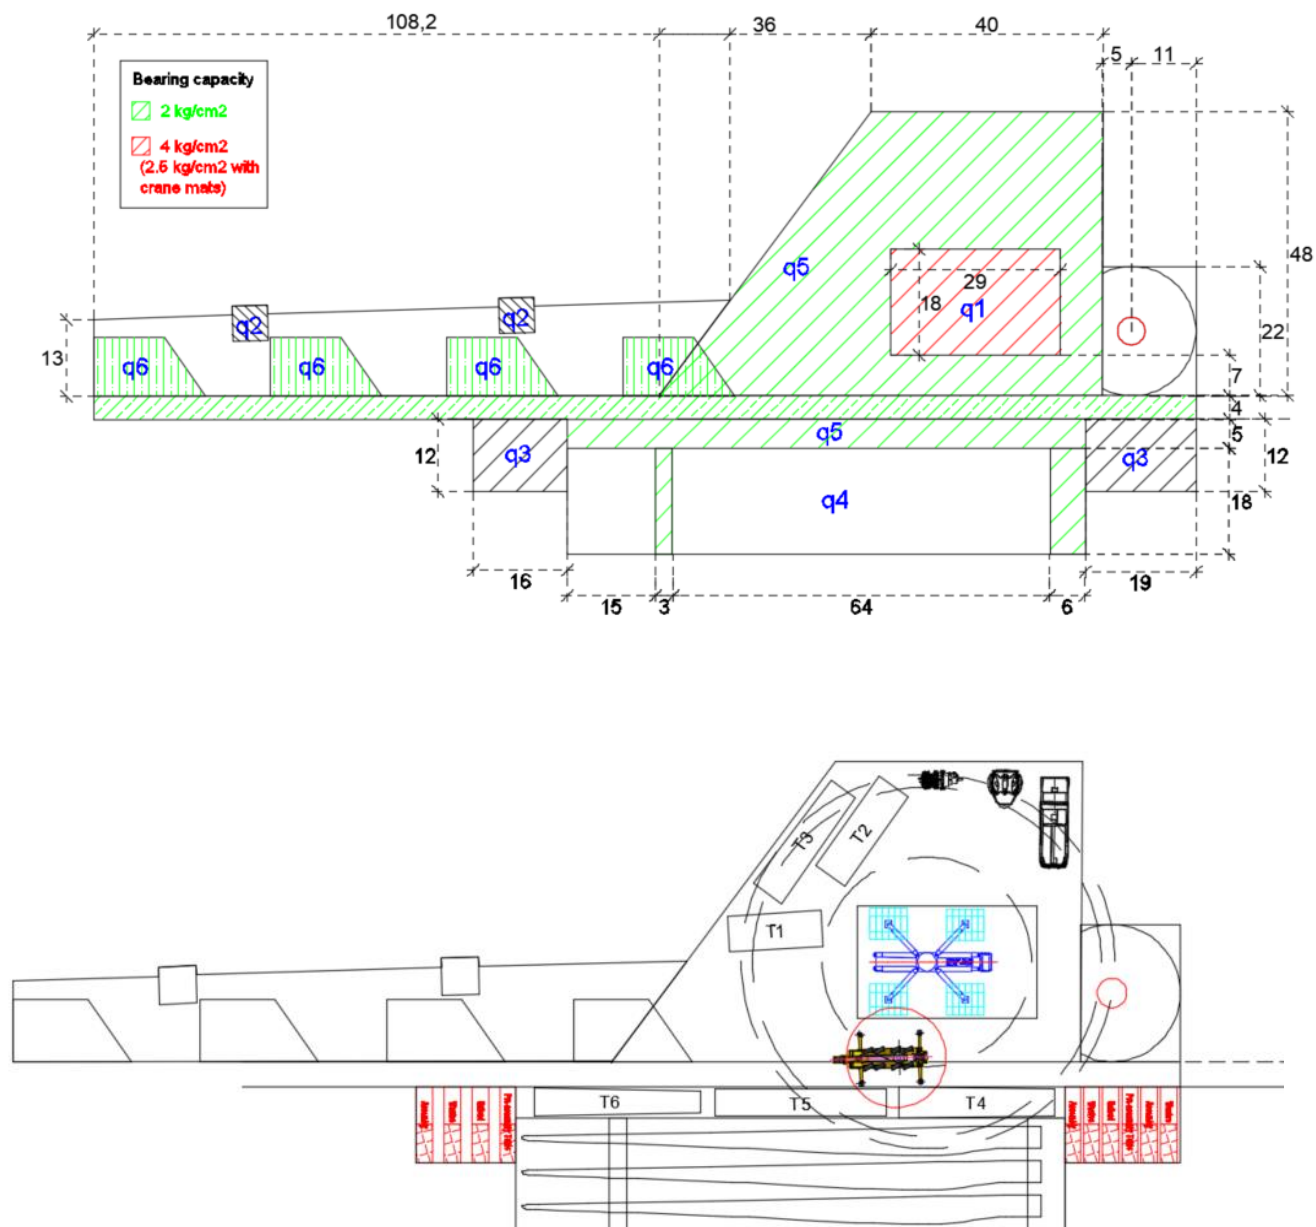 108,2
36
40
5
11
Bearing capacity
2 kg/cm2
4 kg/cm2
(2.5 kg/cm2 with
crane mats)
48
q5
29
18
q1
22
13
q2
q2
7
q6
q6
q6
q6
4
5
q5
12
q3
q4
q3
12
18
16
19
15
3
64
6
T3
T2
T1
T6
T5
T4